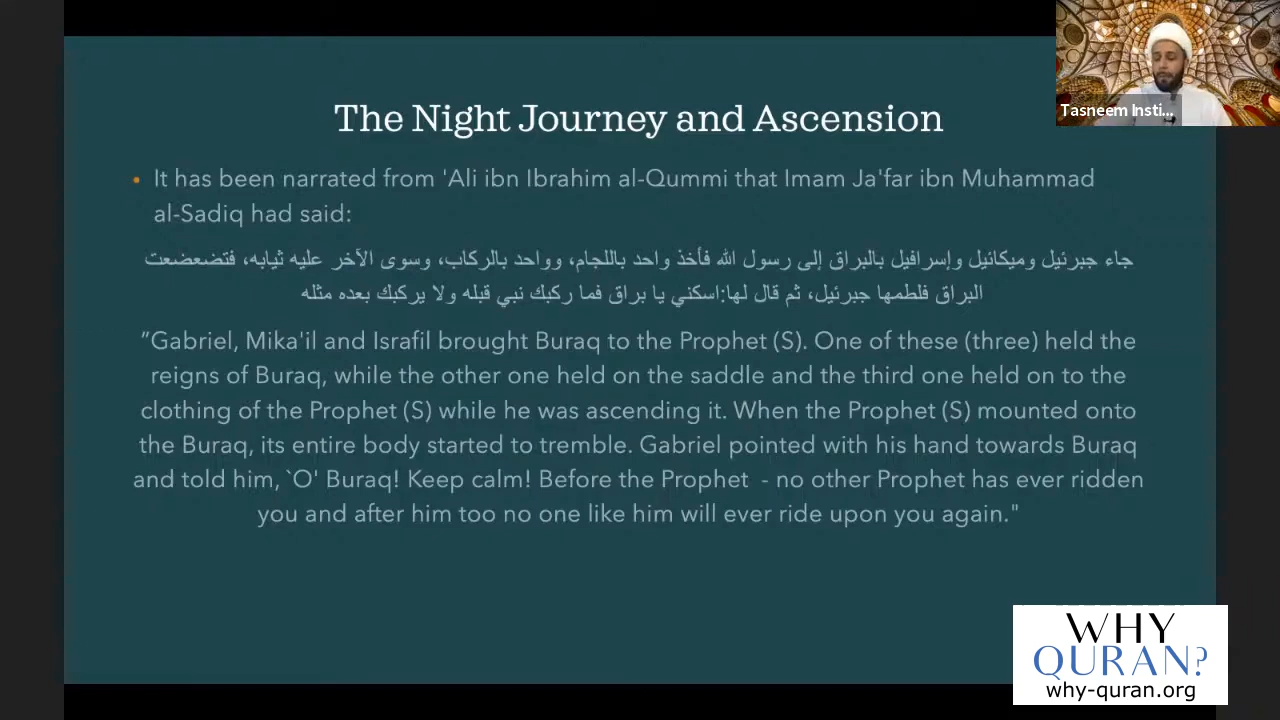 Tasneem Insti...
The Night Journey and Ascension
• It has been narrated from 'Ali ibn Ibrahim al-Qummi that Imam Ja'far ibn Muhammad
al-Sadiq had said:
جاء جبرئيل وميكائيل وإسرافيل بالبراق إلى رسول الله فأخذ واحد باللجام، وواحد بالركاب، وسوى الآخر عليه ثيابه، فتضعضعت
البراق فلطمها جبرئيل، ثم قال لها:اسكني يا براق فما ركبك نبي قبله ولا يركبك بعده مثله
"Gabriel, Mika'il and Israfil brought Buraq to the Prophet (S). One of these (three) held the
reigns of Buraq, while the other one held on the saddle and the third one held on to the
clothing of the Prophet (S) while he was ascending it. When the Prophet (S) mounted onto
the Buraq, its entire body started to tremble. Gabriel pointed with his hand towards Buraq
and told him, `O' Buraq! Keep calm! Before the Prophet - no other Prophet has ever ridden
you and after him too no one like him will ever ride upon you again."
WHY
QURAN?
why-quran.org